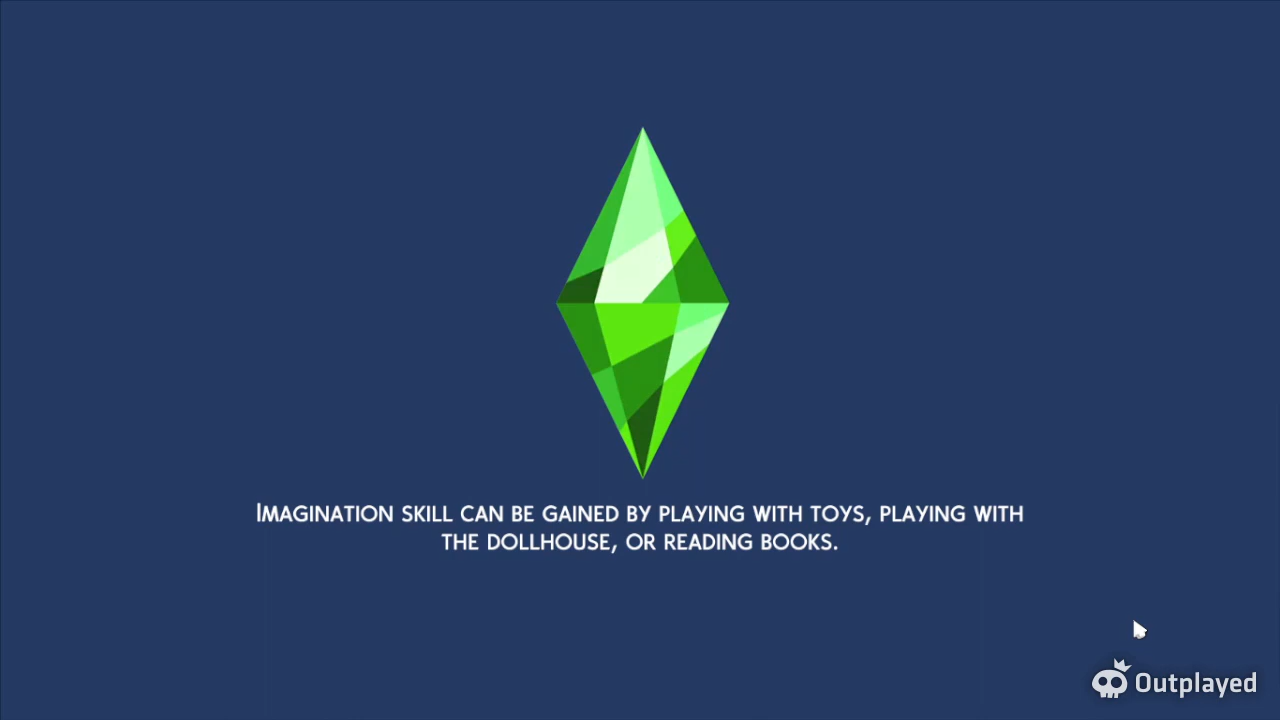 Imagination skill can be gained by playing with toys, playing with
the dollhouse, or reading books.
Outplayed